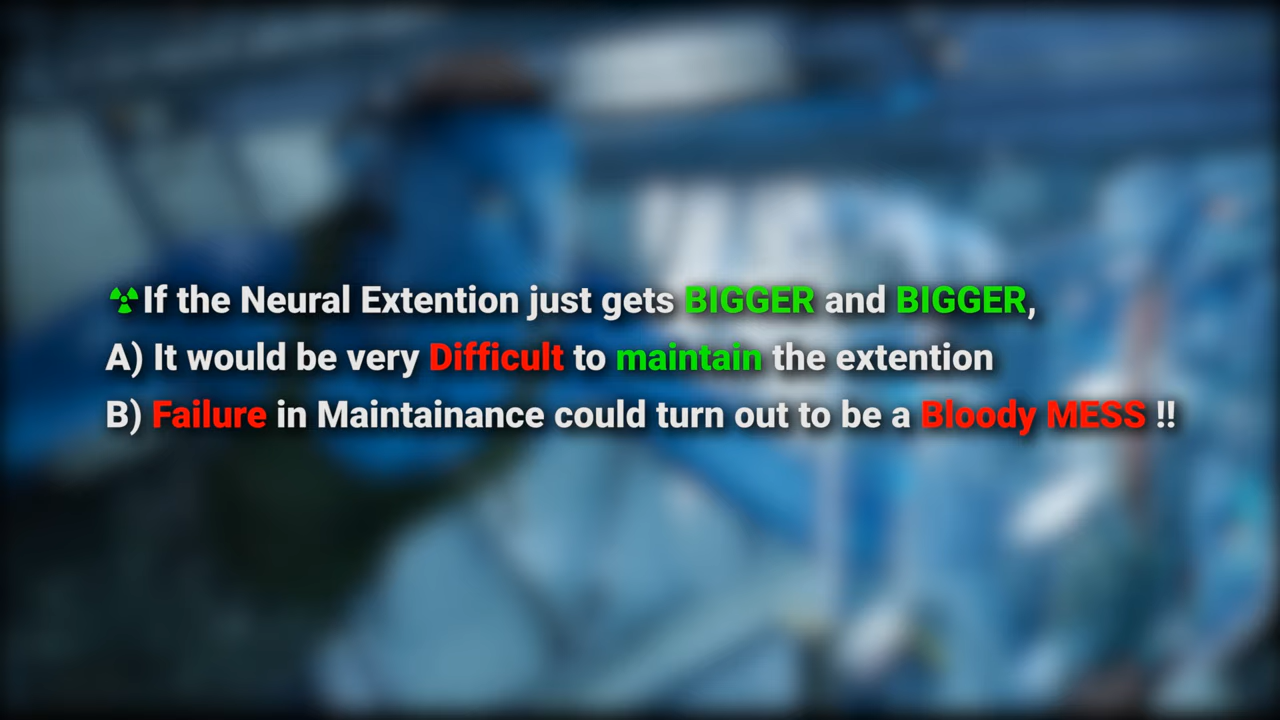 ☢If the Neural Extention just gets BIGGER and BIGGER,
A) It would be very Difficult to maintain the extention
B) Failure in Maintainance could turn out to be a Bloody MESS !!